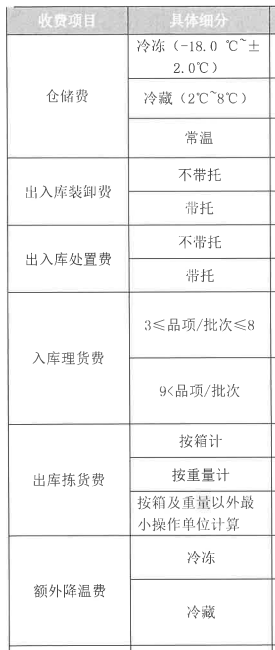 收费项目 具体细分
仓储费
冷冻（-18.0 ℃~±
2.0℃）
冷藏（2℃~8℃）
常温
出入库装卸费
不带托
带托
出入库处置费
不带托
带托
入库理货费
3≤品项/批次≤8
9<品项/批次
出库拣货费
按箱计
按重量计
按箱及重量以外最
小操作单位计算
额外降温费
冷冻
冷藏